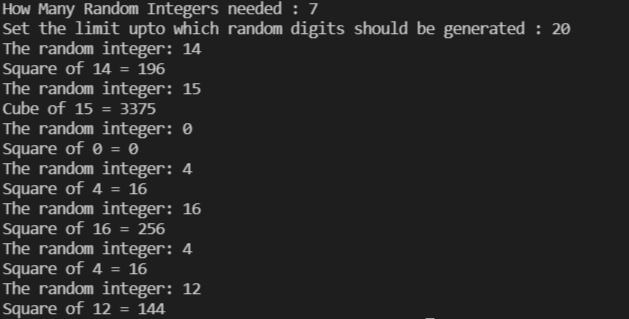 How Many Random Integers needed : 7
Set the limit upto which random digits should be generated : 20
The random integer: 14
Square of 14 = 196
The random integer: 15
Cube of 15 = 3375
The random integer: 0
Square of 0 = 0
The random integer: 4
Square of 4 = 16
The random integer: 16
Square of 16 = 256
The random integer: 4
Square of 4 = 16
The random integer: 12
Square of 12 = 144